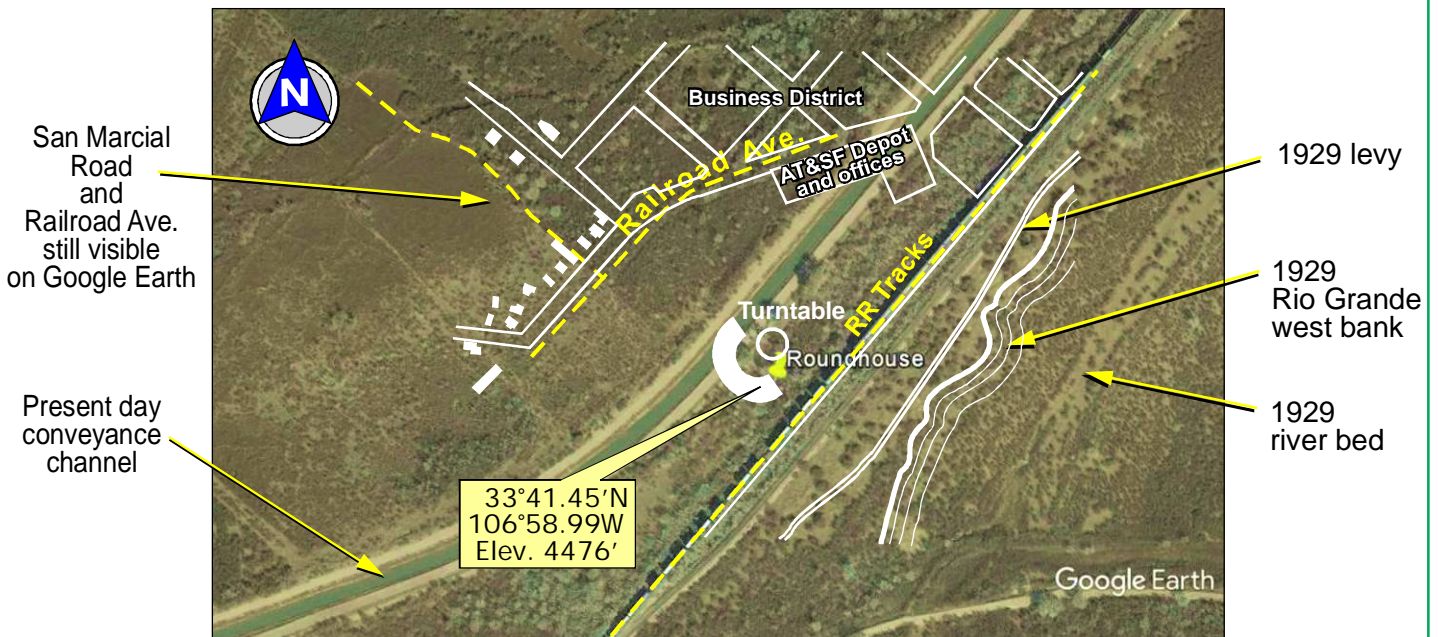 N
San Marcial
Road
and
Railroad Ave.
still visible
on Google Earth
Present day
conveyance
channel
Business District
Railroad Ave.
AT&SF Depot
and offices
RR Tracks
Turntable
Roundhouse
33°41.45′N
106°58.99W
Elev. 4476′
1929 levy
1929
Rio Grande
west bank
1929
river bed
Google Earth